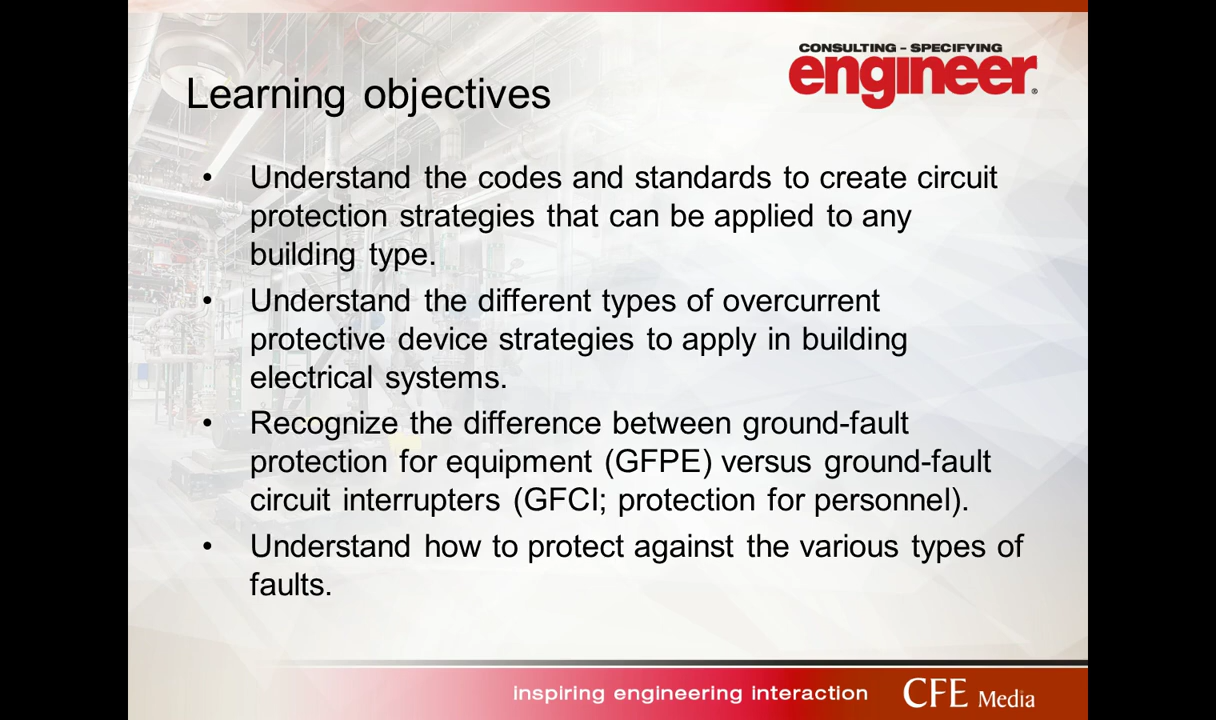 CONSULTING - SPECIFYING
engineer®
Learning objectives
• Understand the codes and standards to create circuit
protection strategies that can be applied to any
building type.
• Understand the different types of overcurrent
protective device strategies to apply in building
electrical systems.
• Recognize the difference between ground-fault
protection for equipment (GFPE) versus ground-fault
circuit interrupters (GFCI; protection for personnel).
• Understand how to protect against the various types of
faults.
inspiring engineering interaction
CFE Media